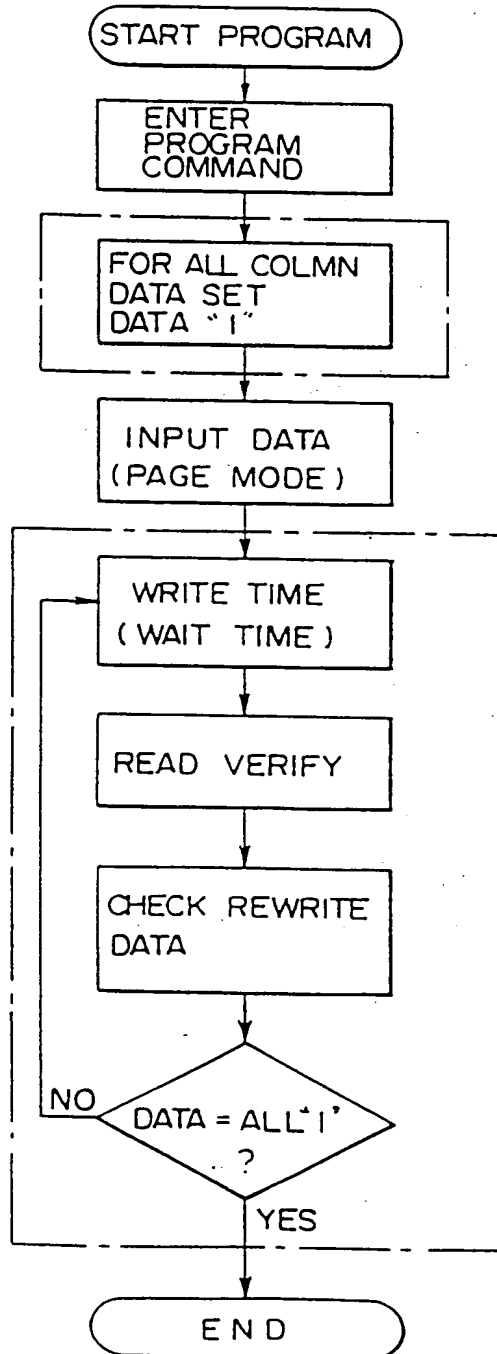 START PROGRAM
ENTER
PROGRAM
COMMAND
FOR ALL COLMN
DATA SET
DATA "1"
INPUT DATA
(PAGE MODE)
WRITE TIME
(WAIT TIME)
READ VERIFY
CHECK REWRITE
DATA
NO
DATA = ALL "1"
?
YES
END